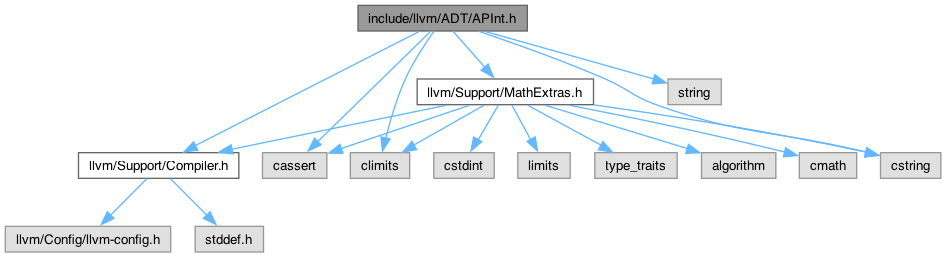 include/llvm/ADT/APInt.h
llvm/Support/MathExtras.h
string
llvm/Support/Compiler.h
cassert
climits
cstdint
limits
type_traits
algorithm
cmath
cstring
llvm/Config/llvm-config.h
stddef.h